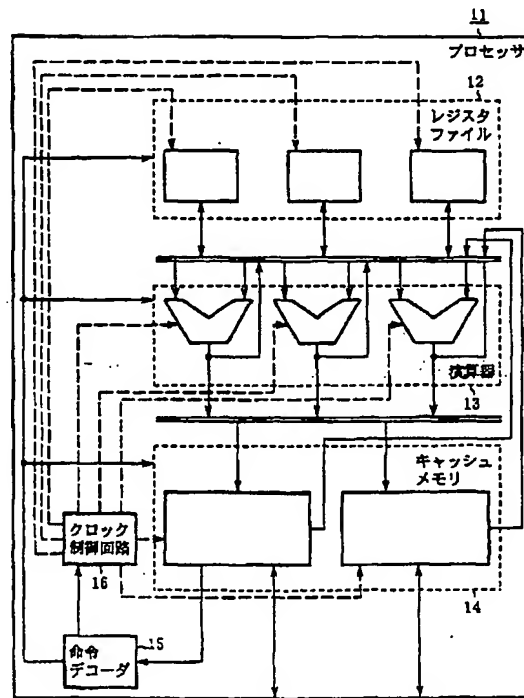 11
プロセッサ
12
レジスタ
ファイル
演算器
13
キャッシュ
メモリ
クロック
制御回路
16
14
15
命令
デコーダ